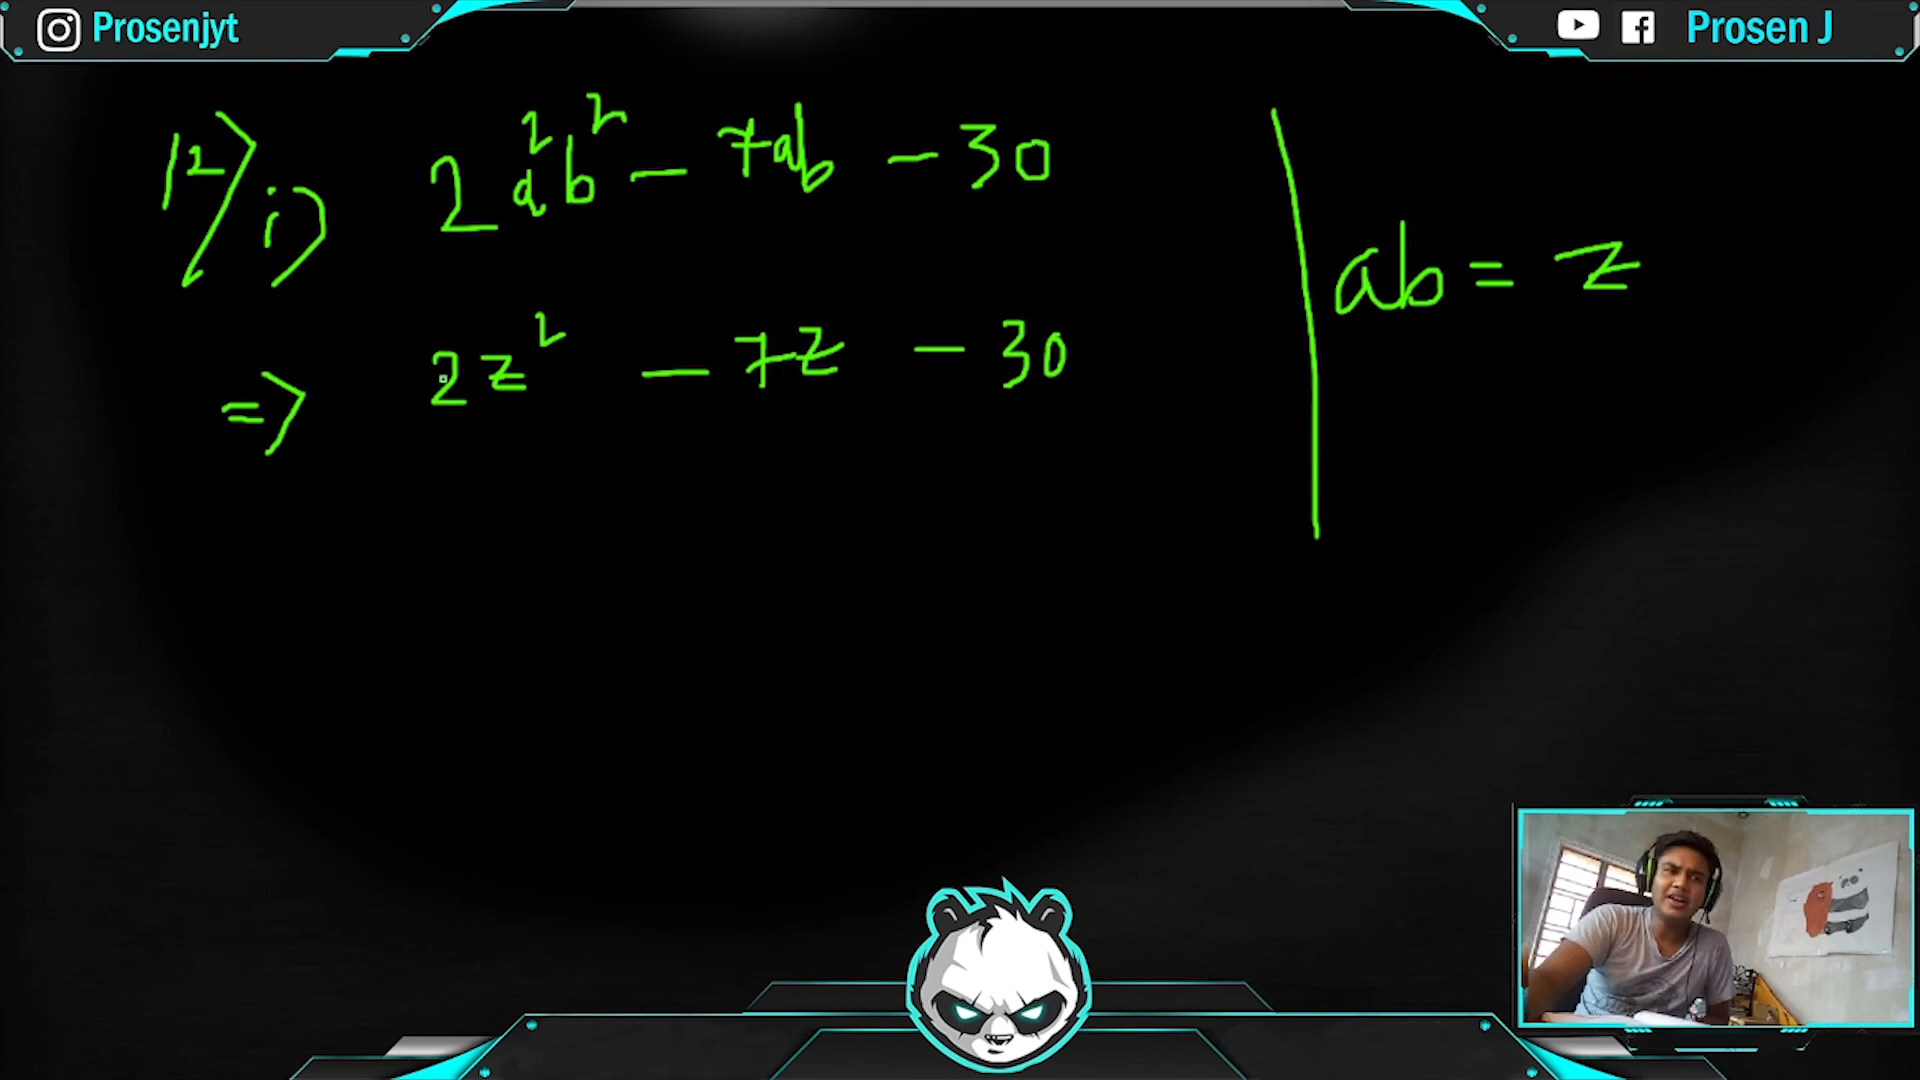 Prosenjyt
Prosen J
12/i) 2a²b² - 7ab - 30
ab = z
=> 2z² - 7z - 30